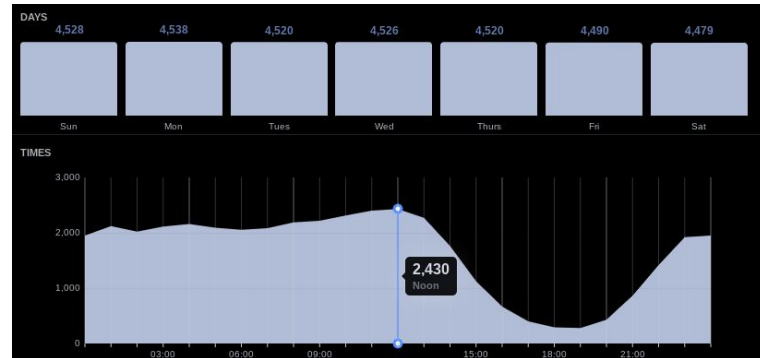 DAYS
4,528 4,538 4,520 4,526 4,520 4,490 4,479
Sun Mon Tues Wed Thurs Fri Sat
TIMES
3,000
2,000
2,430
Noon
1,000
0
03:00 06:00 09:00 15:00 18:00 21:00